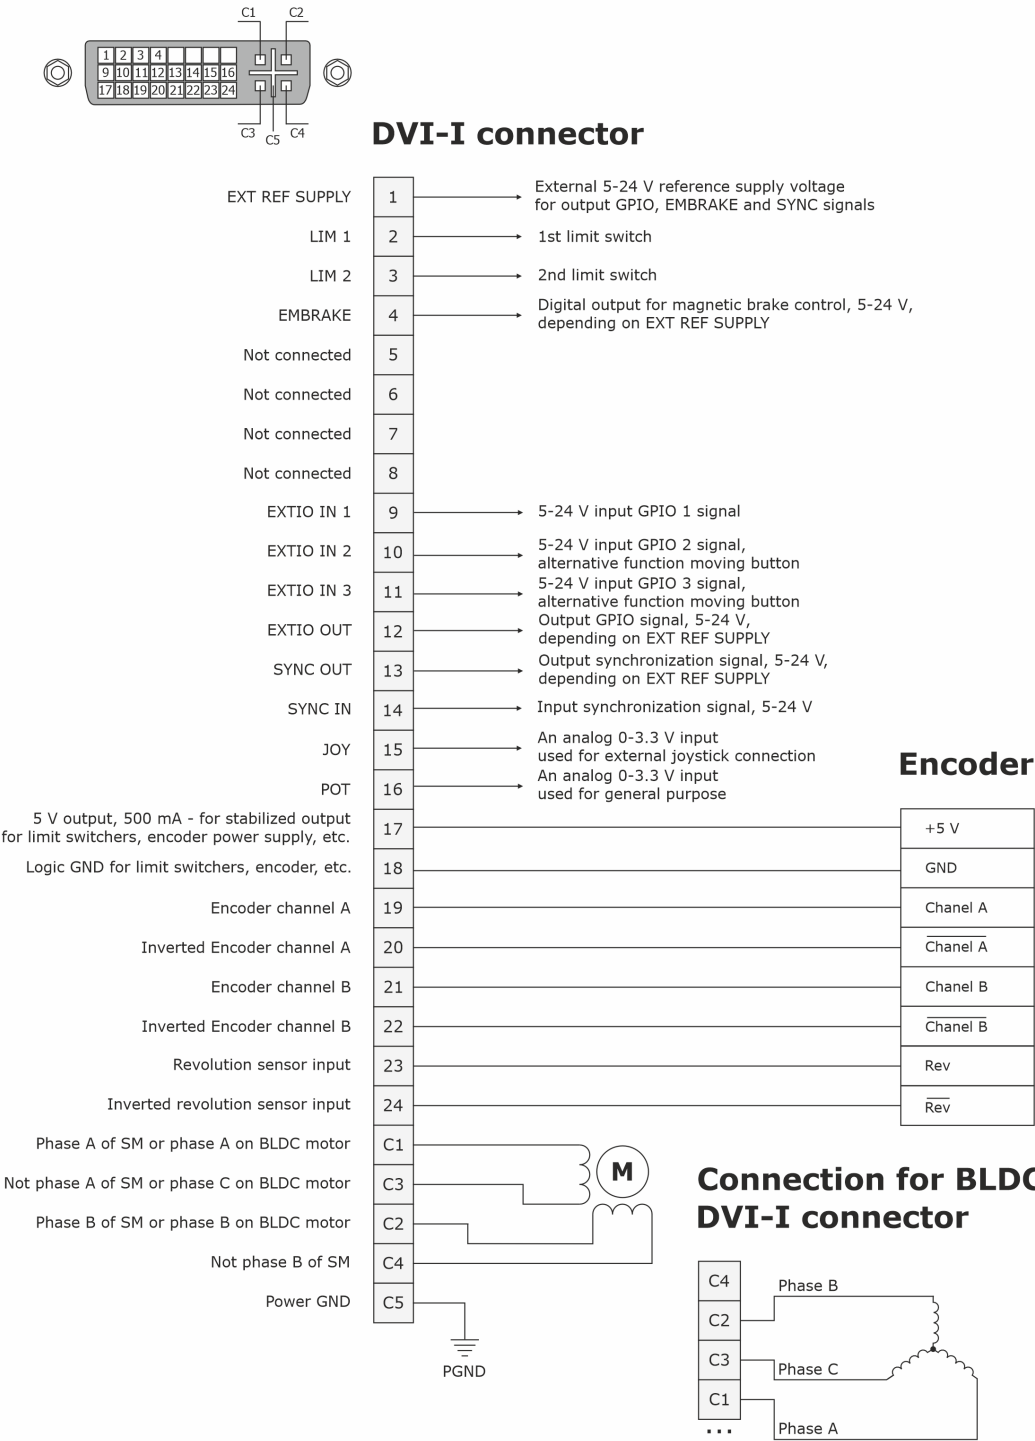 C1 C2
1 2 3 4
9 10 11 12 13 14 15 16
17 18 19 20 21 22 23 24
C3 C5 C4
DVI-I connector
EXT REF SUPPLY 1 External 5-24 V reference supply voltage
for output GPIO, EMBRAKE and SYNC signals
LIM 1 2 1st limit switch
LIM 2 3 2nd limit switch
EMBRAKE 4 Digital output for magnetic brake control, 5-24 V,
depending on EXT REF SUPPLY
Not connected 5
Not connected 6
Not connected 7
Not connected 8
EXTIO IN 1 9 5-24 V input GPIO 1 signal
EXTIO IN 2 10 5-24 V input GPIO 2 signal,
alternative function moving button
EXTIO IN 3 11 5-24 V input GPIO 3 signal,
alternative function moving button
EXTIO OUT 12 Output GPIO signal, 5-24 V,
depending on EXT REF SUPPLY
SYNC OUT 13 Output synchronization signal, 5-24 V,
depending on EXT REF SUPPLY
SYNC IN 14 Input synchronization signal, 5-24 V
JOY 15 An analog 0-3.3 V input
used for external joystick connection
POT 16 An analog 0-3.3 V input
used for general purpose
Encoder
5 V output, 500 mA - for stabilized output
for limit switchers, encoder power supply, etc. 17 +5 V
Logic GND for limit switchers, encoder, etc. 18 GND
Encoder channel A 19 Chanel A
Inverted Encoder channel A 20 Chanel A
Encoder channel B 21 Chanel B
Inverted Encoder channel B 22 Chanel B
Revolution sensor input 23 Rev
Inverted revolution sensor input 24 Rev
Phase A of SM or phase A on BLDC motor C1
Not phase A of SM or phase C on BLDC motor C3
Phase B of SM or phase B on BLDC motor C2
Not phase B of SM C4
Power GND C5
M
PGND
Connection for BLDC
DVI-I connector
C4
C2 Phase B
C3 Phase C
C1 Phase A
...